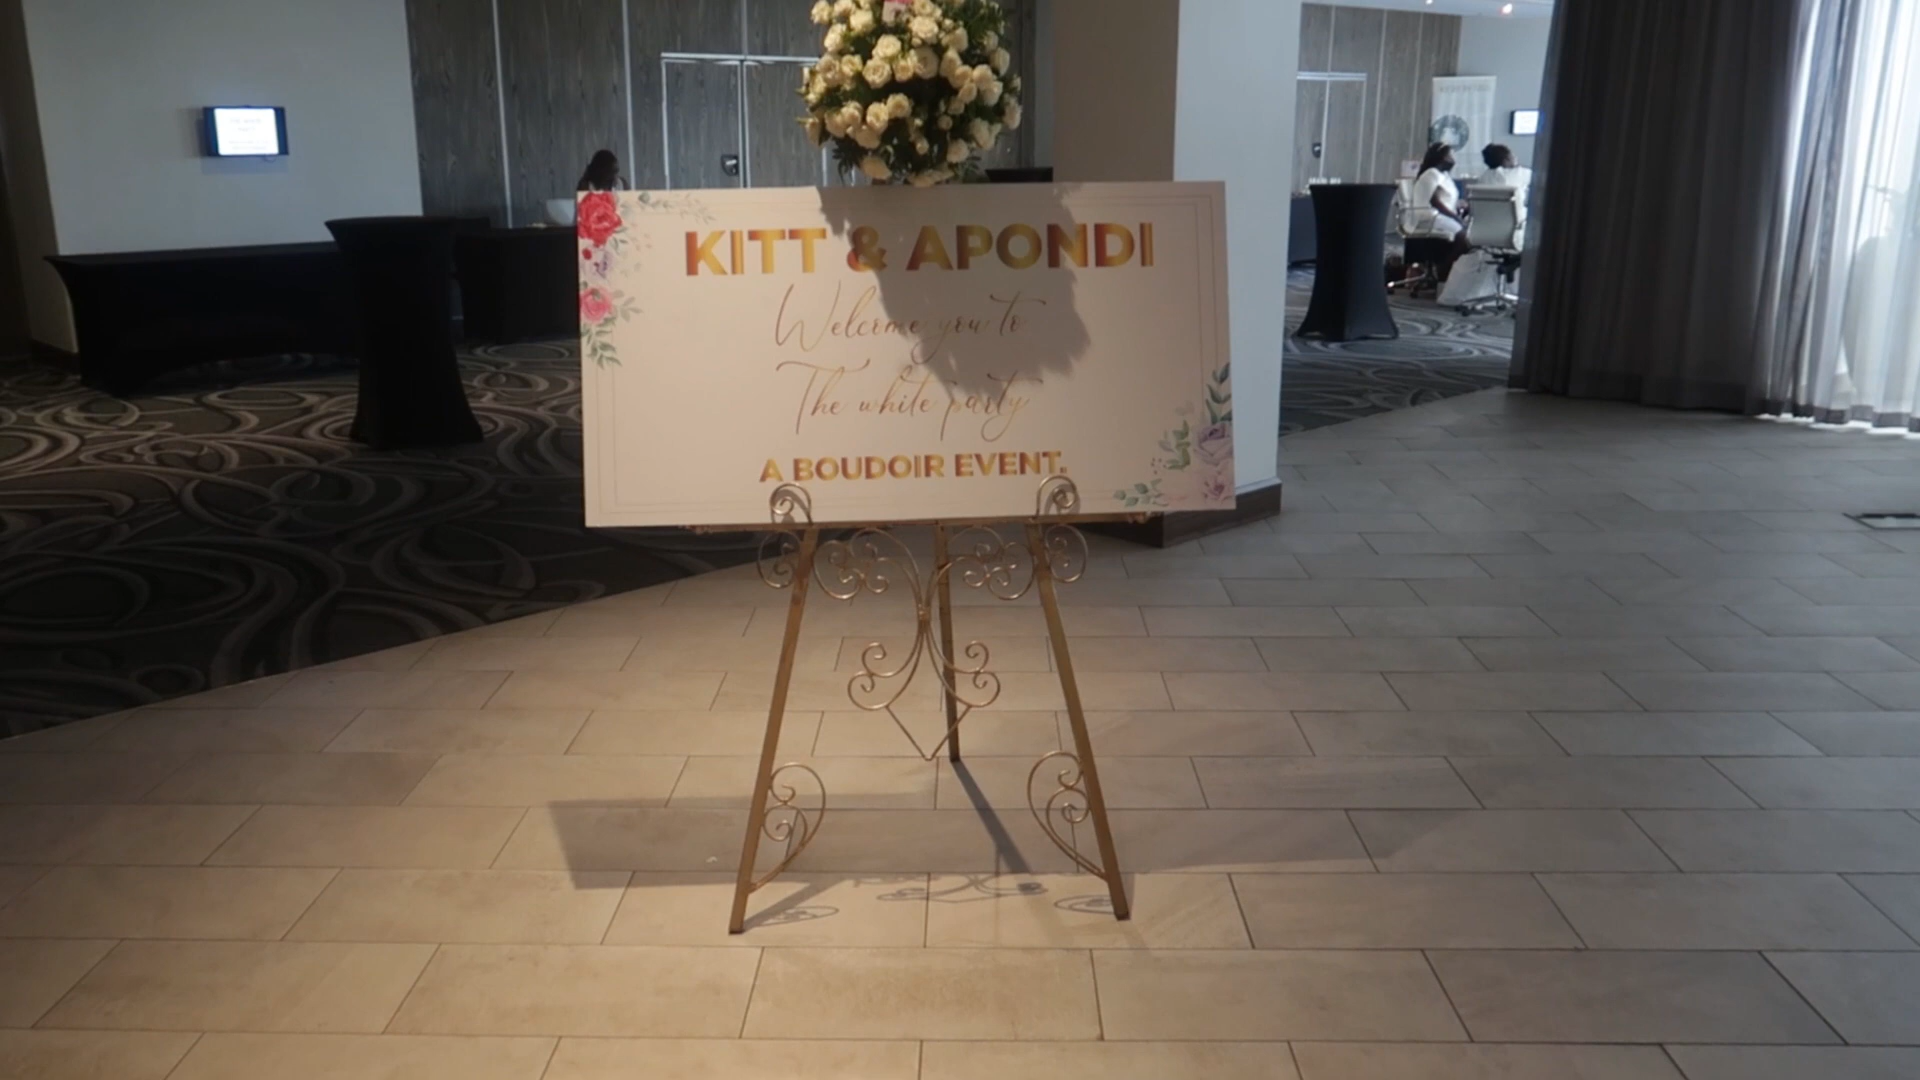 KITT & APONDI
Welcome you to
The white party
A BOUDOIR EVENT.